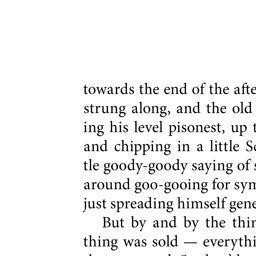 towards the end of the afte
strung along, and the old
ing his level pisonest, up t
and chipping in a little Sc
tle goody-goody saying of s
around goo-gooing for sym
just spreading himself gene
But by and by the thin
thing was sold — everythi